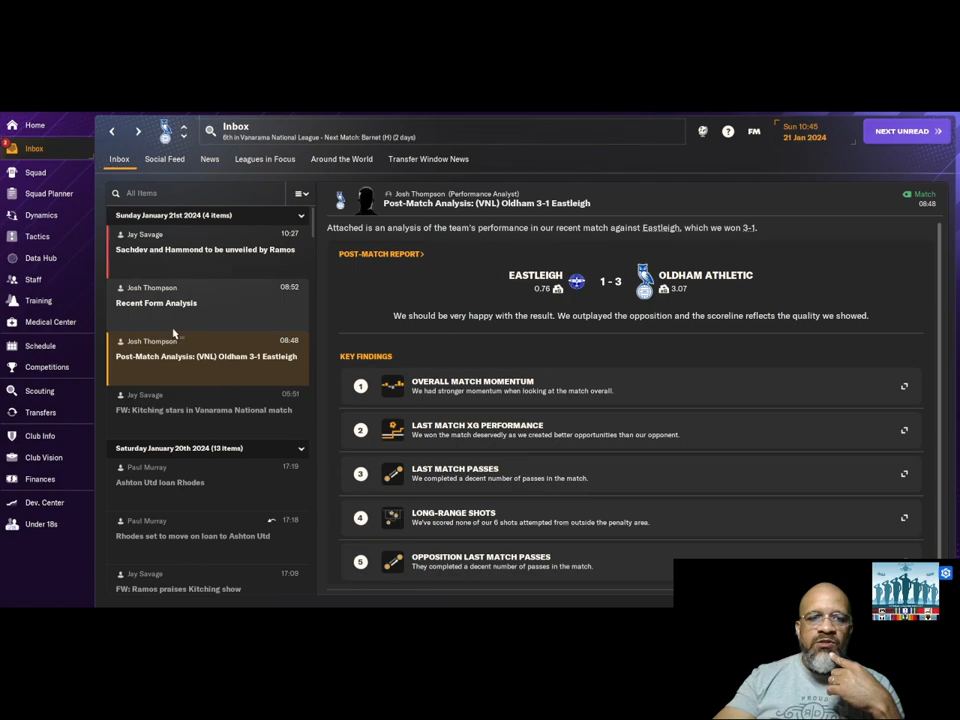 Home
Inbox
6th in Vanarama National League - Next Match: Barnet (H) (2 days)
FM
Sun 10:45
21 Jan 2024
NEXT UNREAD
3
Inbox
Inbox
Social Feed
News
Leagues in Focus
Around the World
Transfer Window News
Squad
Squad Planner
Dynamics
Tactics
Data Hub
Staff
Training
Medical Center
Schedule
Competitions
Scouting
Transfers
Club Info
Club Vision
Finances
Dev. Center
Under 18s
All Items
Sunday January 21st 2024 (4 items)
Jay Savage 10:27
Sachdev and Hammond to be unveiled by Ramos
Josh Thompson 08:52
Recent Form Analysis
Josh Thompson 08:48
Post-Match Analysis: (VNL) Oldham 3-1 Eastleigh
Jay Savage 05:51
FW: Kitching stars in Vanarama National match
Saturday January 20th 2024 (13 items)
Paul Murray 17:19
Ashton Utd loan Rhodes
Paul Murray 17:18
Rhodes set to move on loan to Ashton Utd
Jay Savage 17:09
FW: Ramos praises Kitching show
Josh Thompson (Performance Analyst)
Post-Match Analysis: (VNL) Oldham 3-1 Eastleigh
Match
08:48
Attached is an analysis of the team's performance in our recent match against Eastleigh, which we won 3-1.
POST-MATCH REPORT>
EASTLEIGH 1 - 3 OLDHAM ATHLETIC
0.76 3.07
We should be very happy with the result. We outplayed the opposition and the scoreline reflects the quality we showed.
KEY FINDINGS
1 OVERALL MATCH MOMENTUM
We had stronger momentum when looking at the match overall.
2 LAST MATCH XG PERFORMANCE
We won the match deservedly as we created better opportunities than our opponent.
3 LAST MATCH PASSES
We completed a decent number of passes in the match.
4 LONG-RANGE SHOTS
We've scored none of our 6 shots attempted from outside the penalty area.
5 OPPOSITION LAST MATCH PASSES
They completed a decent number of passes in the match.
PROUD